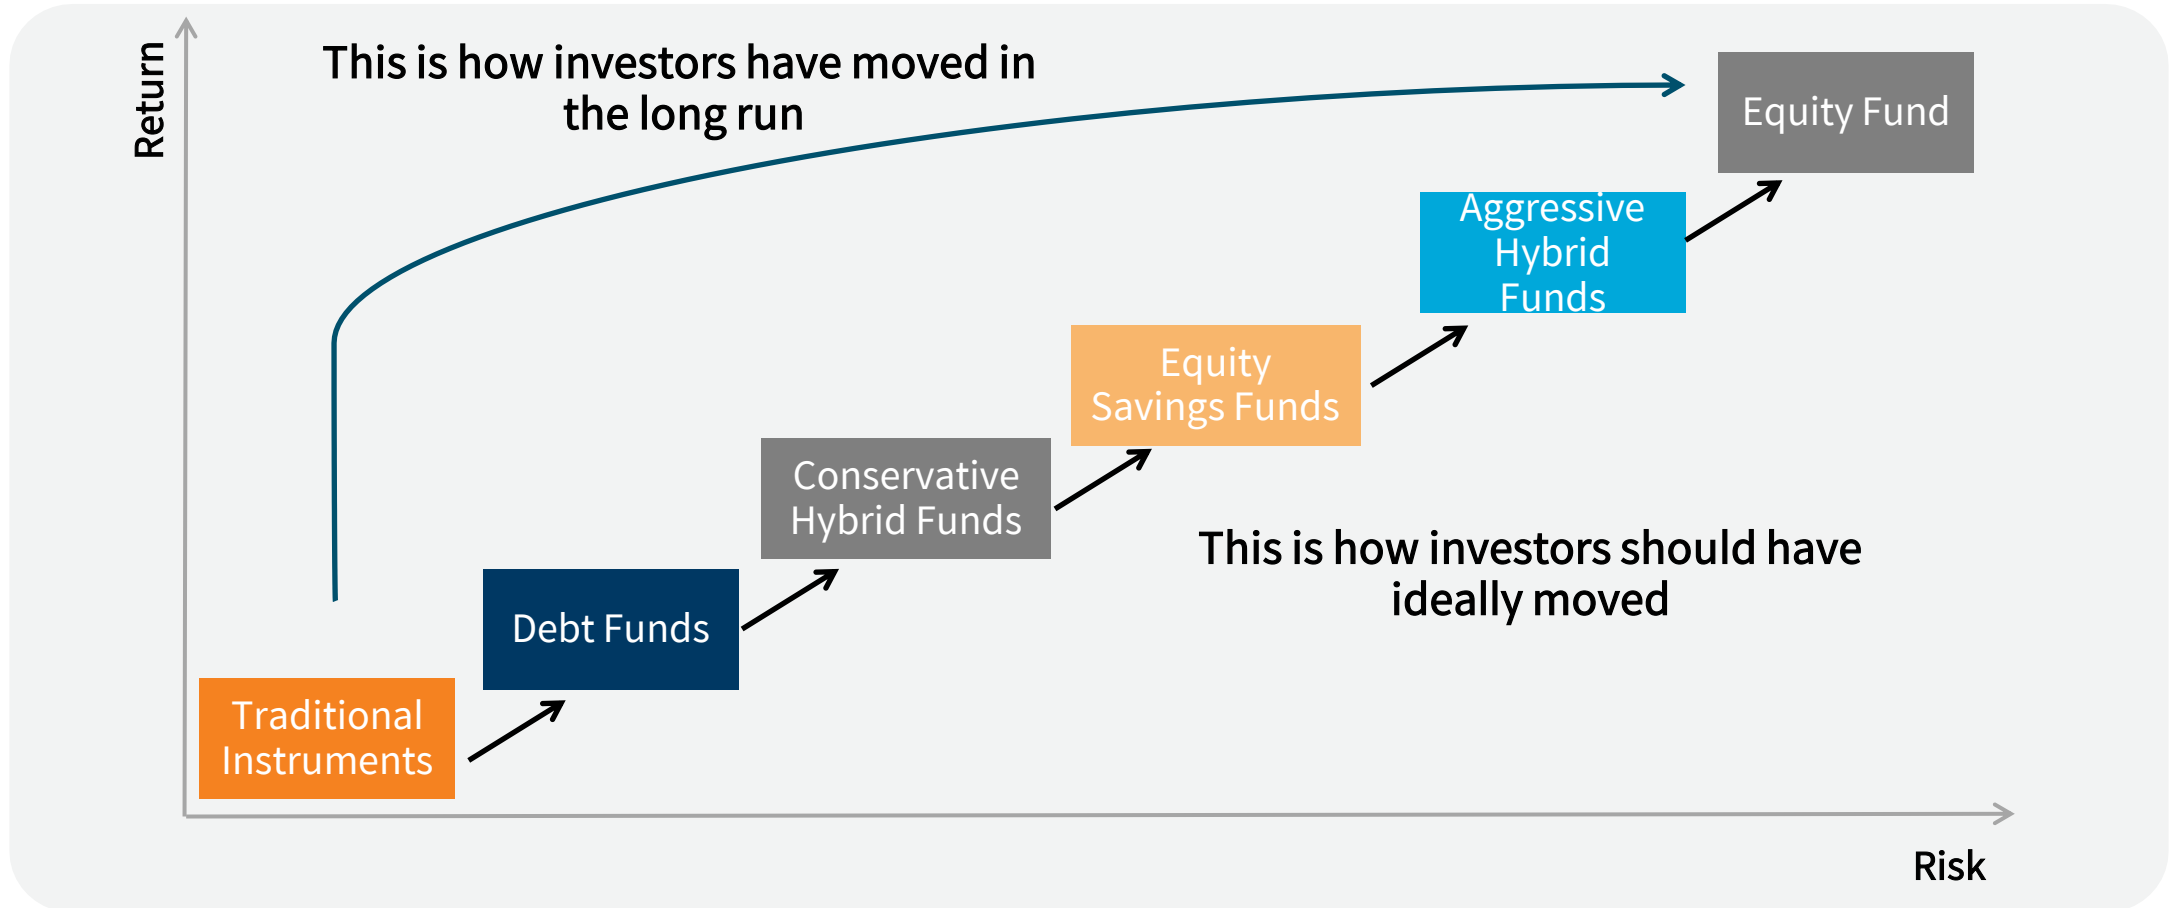 Return
This is how investors have moved in
the long run
Equity Fund
Aggressive
Hybrid
Funds
Equity
Savings Funds
Conservative
Hybrid Funds
This is how investors should have
ideally moved
Debt Funds
Traditional
Instruments
Risk